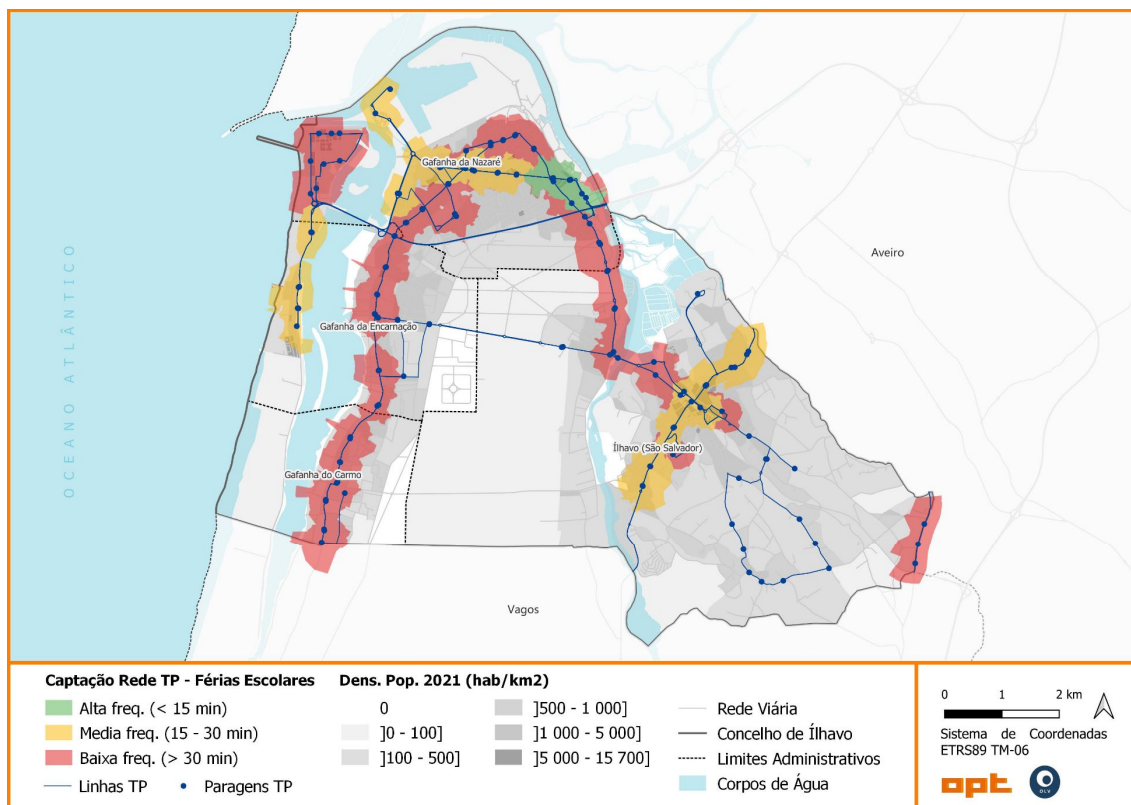 Gafanha da Nazaré
Aveiro
OCEANO ATLÂNTICO
Gafanha da Encarnação
Ílhavo (São Salvador)
Gafanha do Carmo
Vagos
Captação Rede TP - Férias Escolares
Alta freq. (< 15 min)
Media freq. (15 - 30 min)
Baixa freq. (> 30 min)
Linhas TP
Paragens TP
Dens. Pop. 2021 (hab/km2)
0
]0 - 100]
]100 - 500]
]500 - 1 000]
]1 000 - 5 000]
]5 000 - 15 700]
Rede Viária
Concelho de Ílhavo
Limites Administrativos
Corpos de Água
0 1 2 km
Sistema de Coordenadas
ETRS89 TM-06
opt
OLV